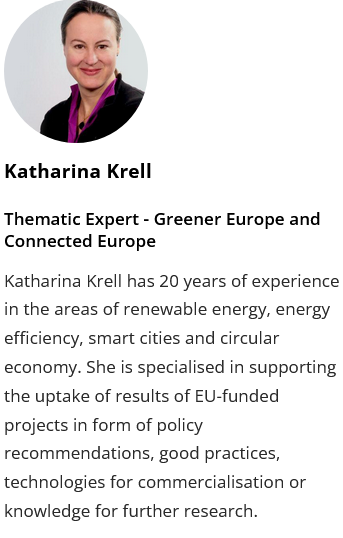 Katharina Krell
Thematic Expert - Greener Europe and
Connected Europe
Katharina Krell has 20 years of experience
in the areas of renewable energy, energy
efficiency, smart cities and circular
economy. She is specialised in supporting
the uptake of results of EU-funded
projects in form of policy
recommendations, good practices,
technologies for commercialisation or
knowledge for further research.